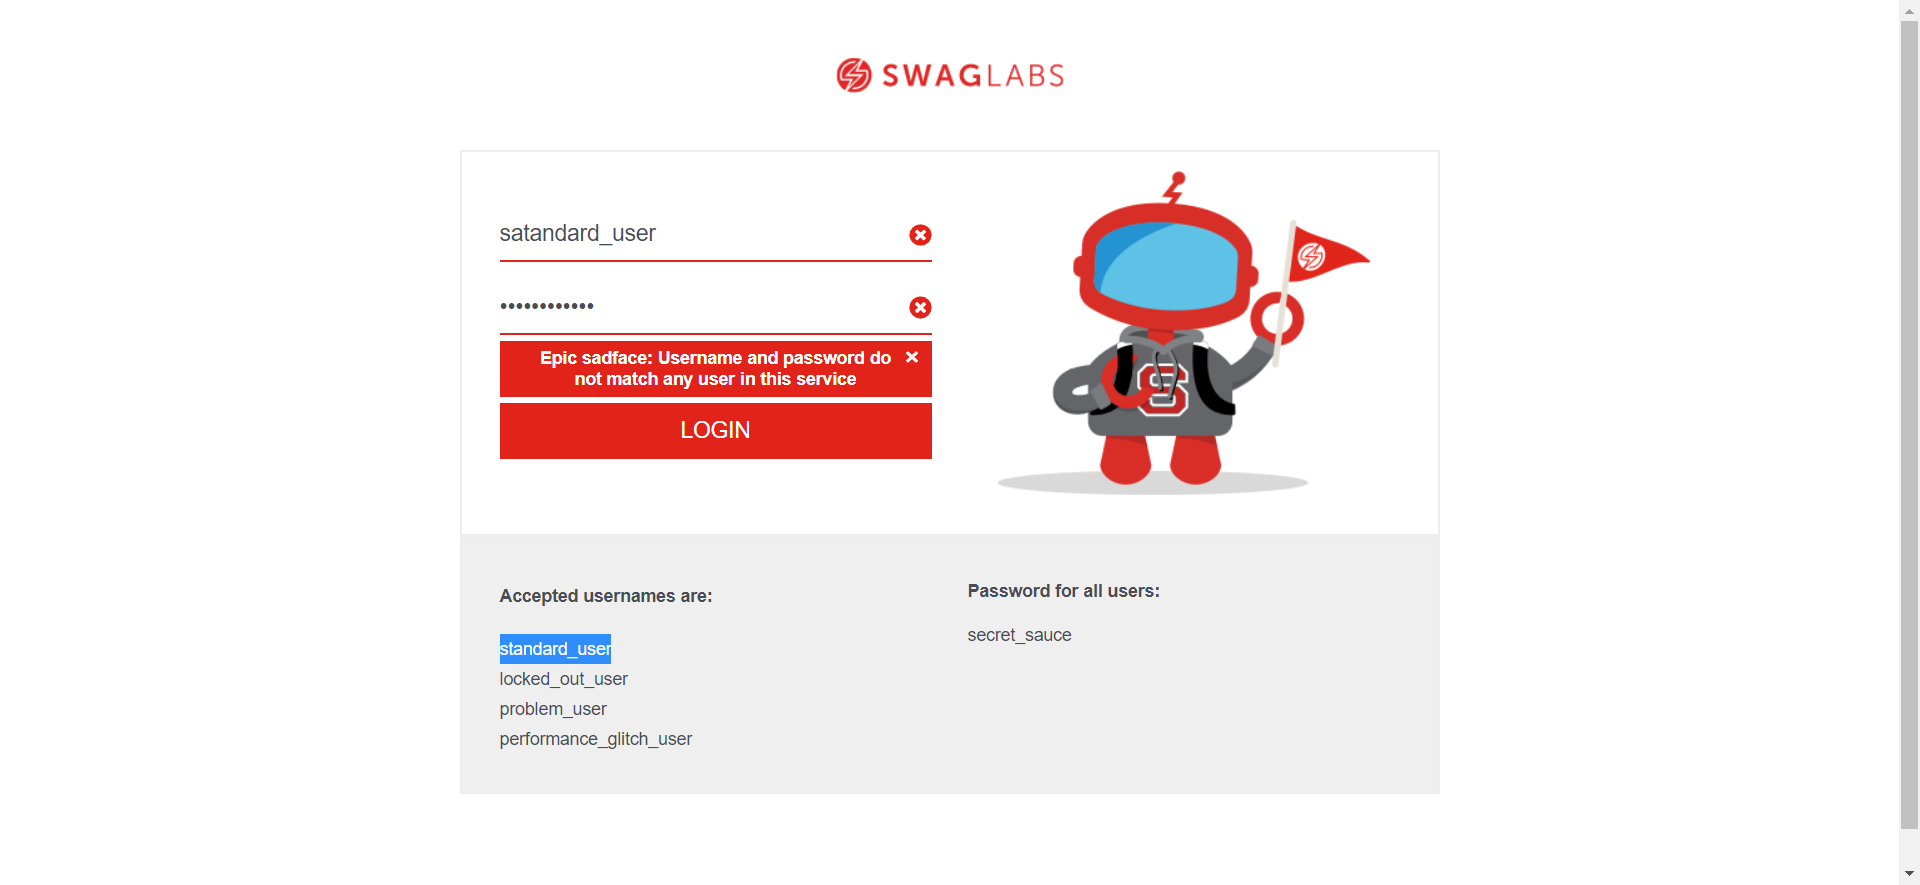 SWAGLABS
satandard_user
••••••••••••
Epic sadface: Username and password do
not match any user in this service
LOGIN
S
Accepted usernames are:
standard_user
locked_out_user
problem_user
performance_glitch_user
Password for all users:
secret_sauce